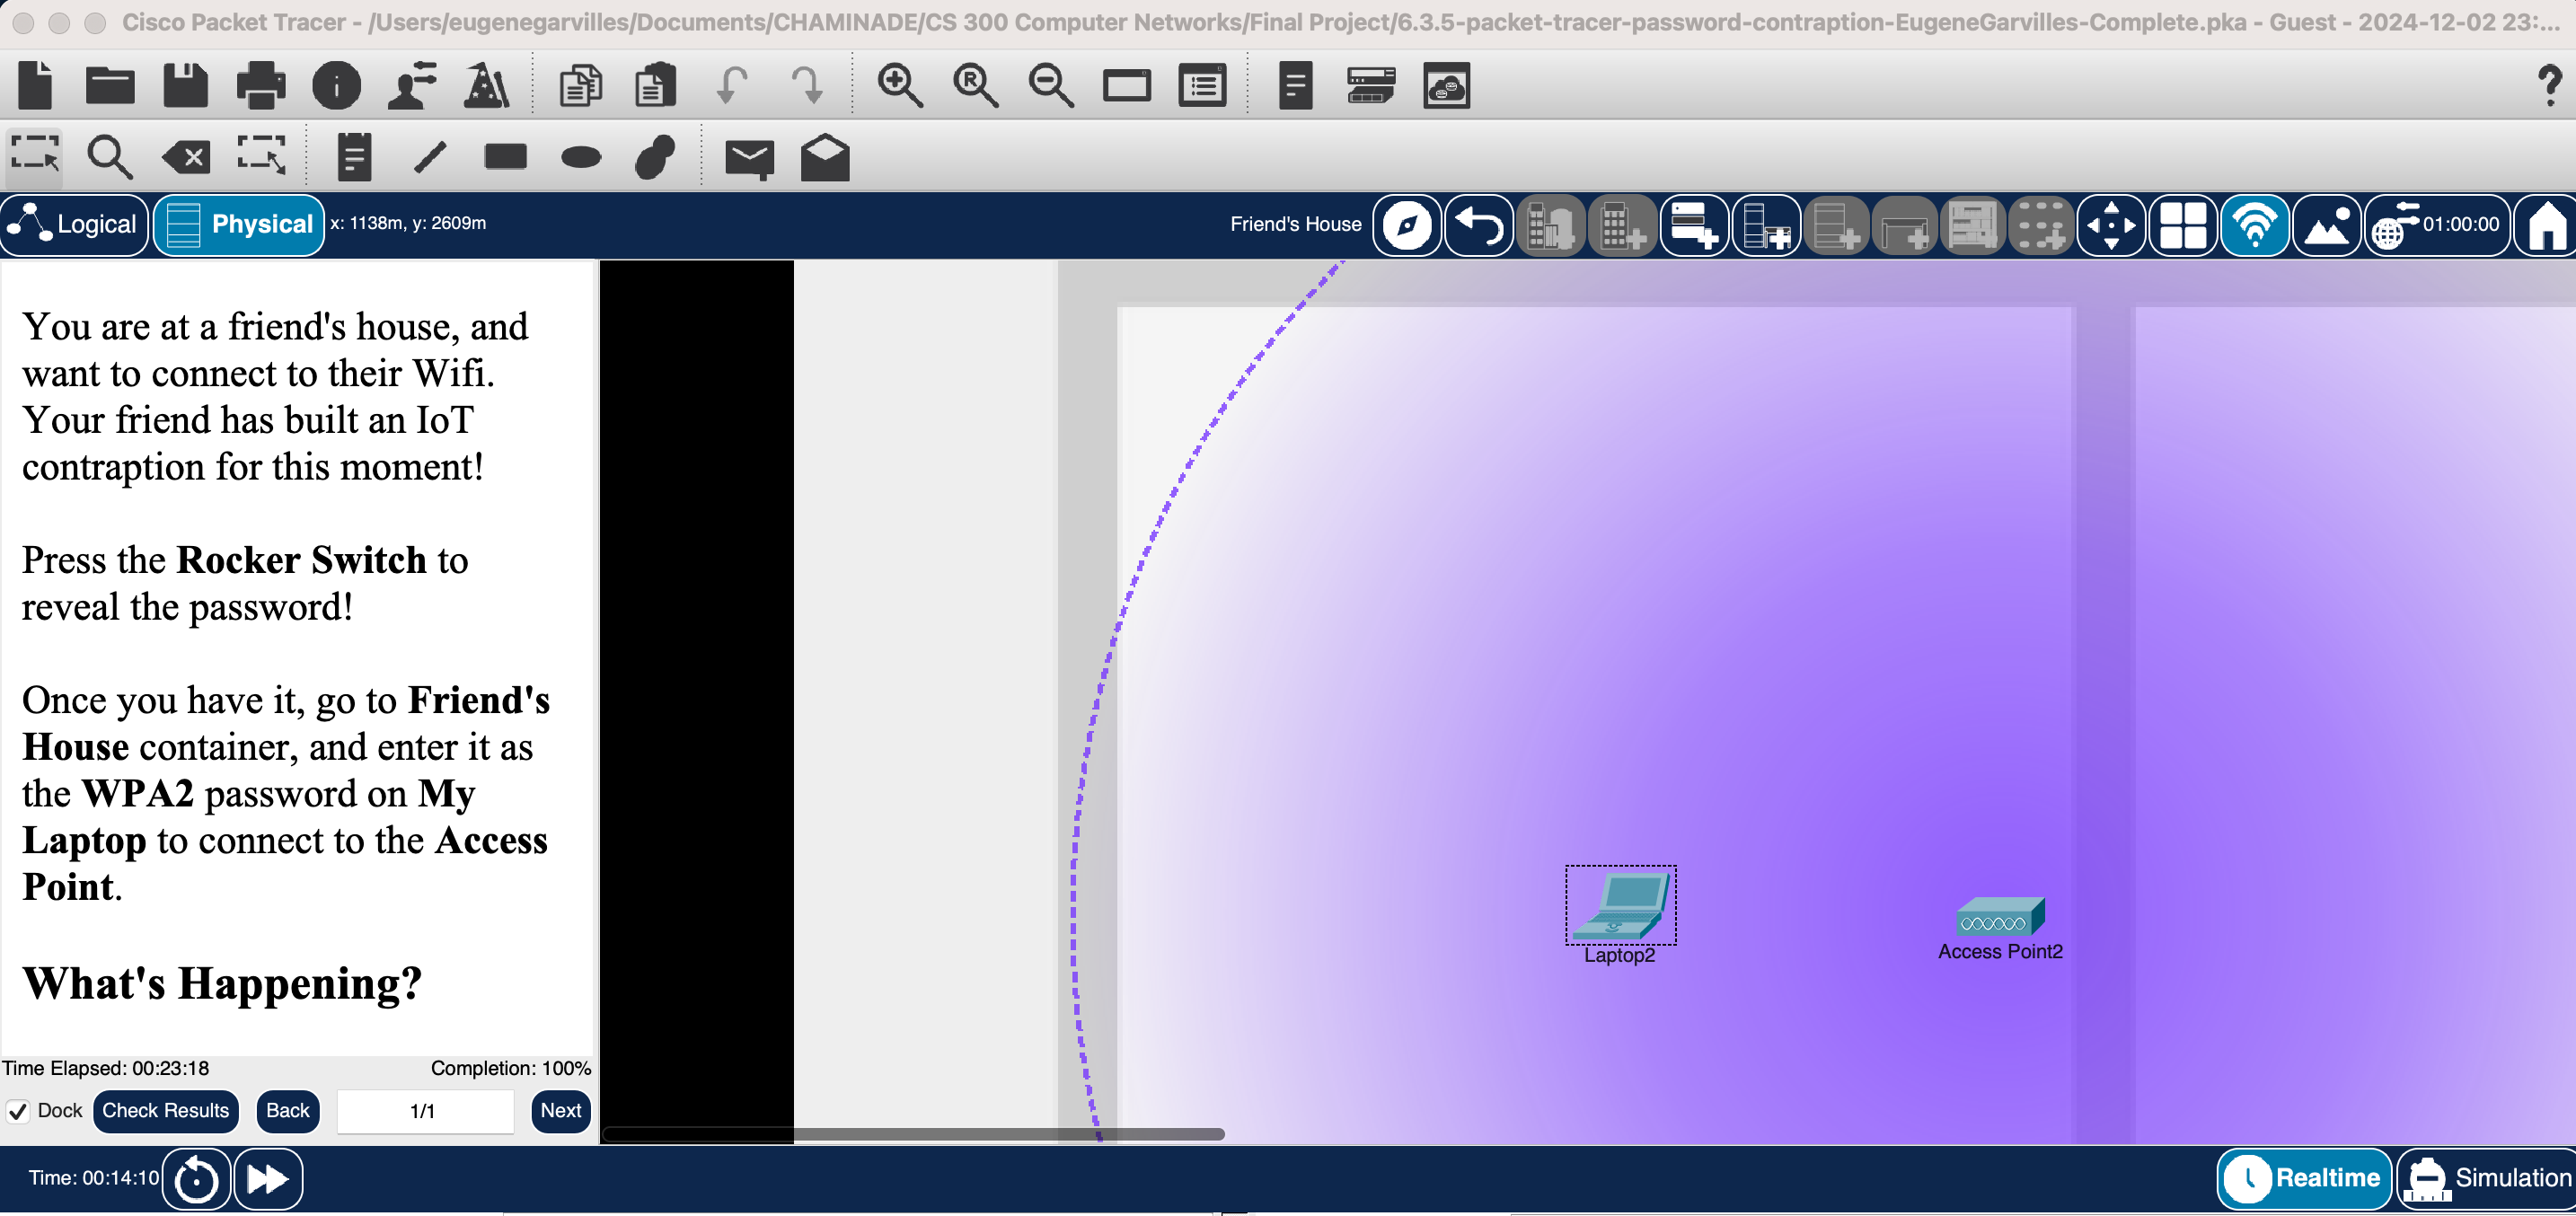 Cisco Packet Tracer - /Users/eugenegarvilles/Documents/CHAMINADE/CS 300 Computer Networks/Final Project/6.3.5-packet-tracer-password-contraption-EugeneGarvilles-Complete.pka - Guest - 2024-12-02 23:...
Logical
Physical
x: 1138m, y: 2609m
Friend's House
01:00:00
You are at a friend's house, and
want to connect to their Wifi.
Your friend has built an IoT
contraption for this moment!
Press the Rocker Switch to
reveal the password!
Once you have it, go to Friend's
House container, and enter it as
the WPA2 password on My
Laptop to connect to the Access
Point.
What's Happening?
Laptop2
Access Point2
Time Elapsed: 00:23:18
Completion: 100%
Dock
Check Results
Back
1/1
Next
Time: 00:14:10
Realtime
Simulation